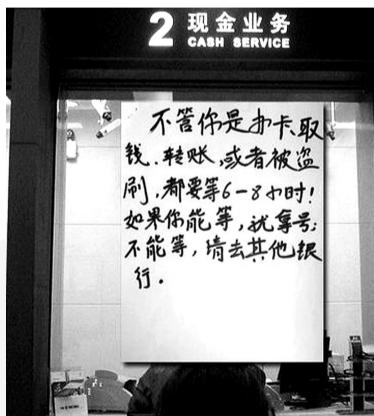 2 现金业务
CASH SERVICE
不管你是办卡取
钱、转账,或者被盗
刷,都要等6-8小时!
如果你能等,就拿号;
不能等,请去其他银
行.